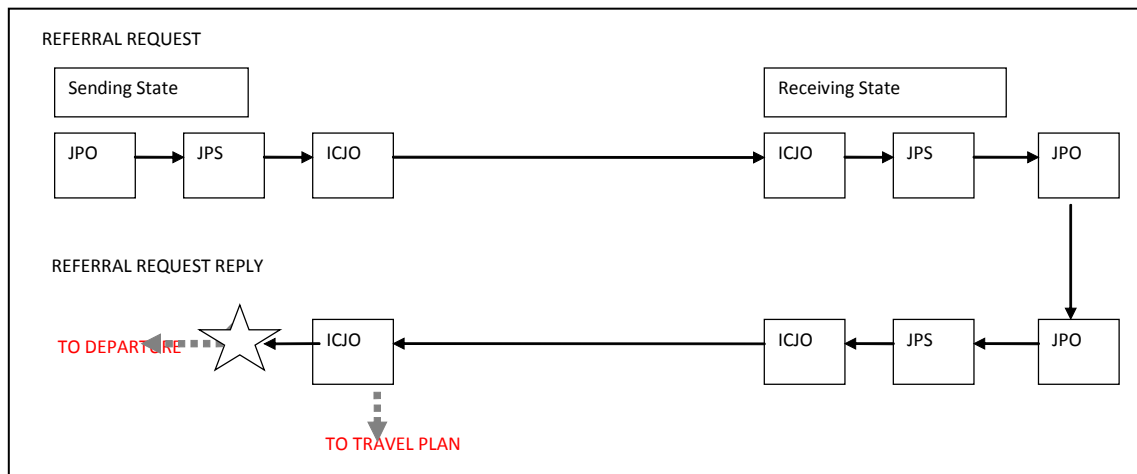 REFERRAL REQUEST
Sending State
Receiving State
JPO
JPS
ICJO
ICJO
JPS
JPO
REFERRAL REQUEST REPLY
TO DEPARTURE
ICJO
ICJO
JPS
JPO
TO TRAVEL PLAN